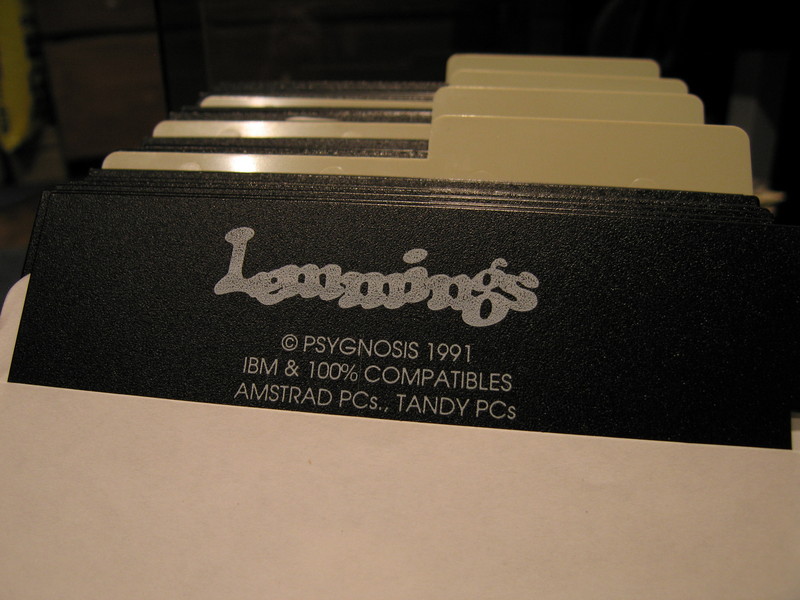 Lemmings
© PSYGNOSIS 1991
IBM & 100% COMPATIBLES
AMSTRAD PCs., TANDY PCs